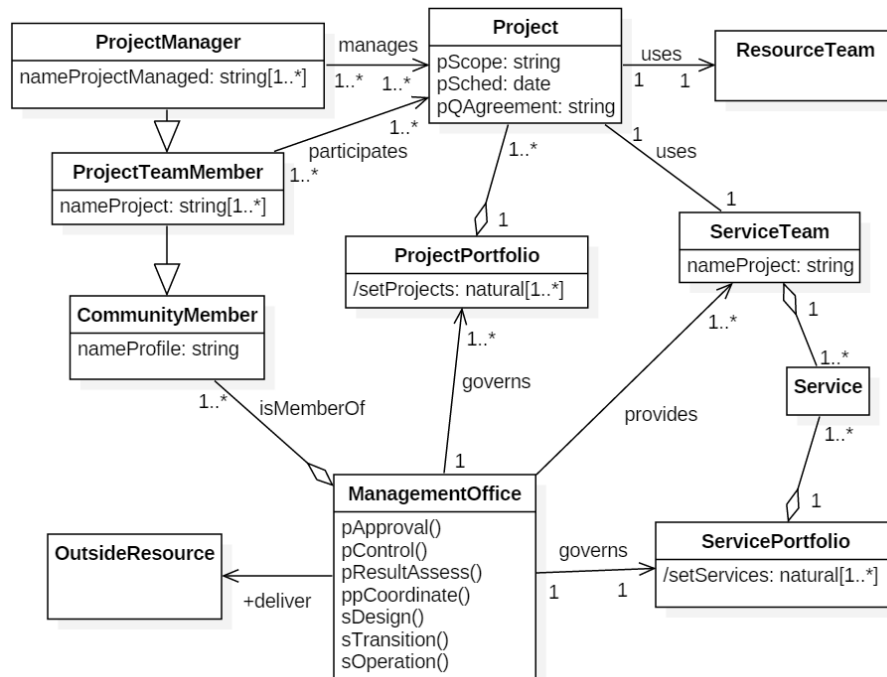 ProjectManager
nameProjectManaged: string[1..*]
manages
1..*
1..*
Project
pScope: string
pSched: date
pQAgreement: string
uses
1
1
ResourceTeam
1..*
participates
1..*
ProjectTeamMember
nameProject: string[1..*]
1..*
1
ProjectPortfolio
/setProjects: natural[1..*]
1
uses
1
ServiceTeam
nameProject: string
CommunityMember
nameProfile: string
1..*
isMemberOf
1..*
governs
1
1..*
provides
1
1..*
Service
1..*
1
ManagementOffice
pApproval()
pControl()
pResultAssess()
ppCoordinate()
sDesign()
sTransition()
sOperation()
OutsideResource
+deliver
governs
1
1
ServicePortfolio
/setServices: natural[1..*]